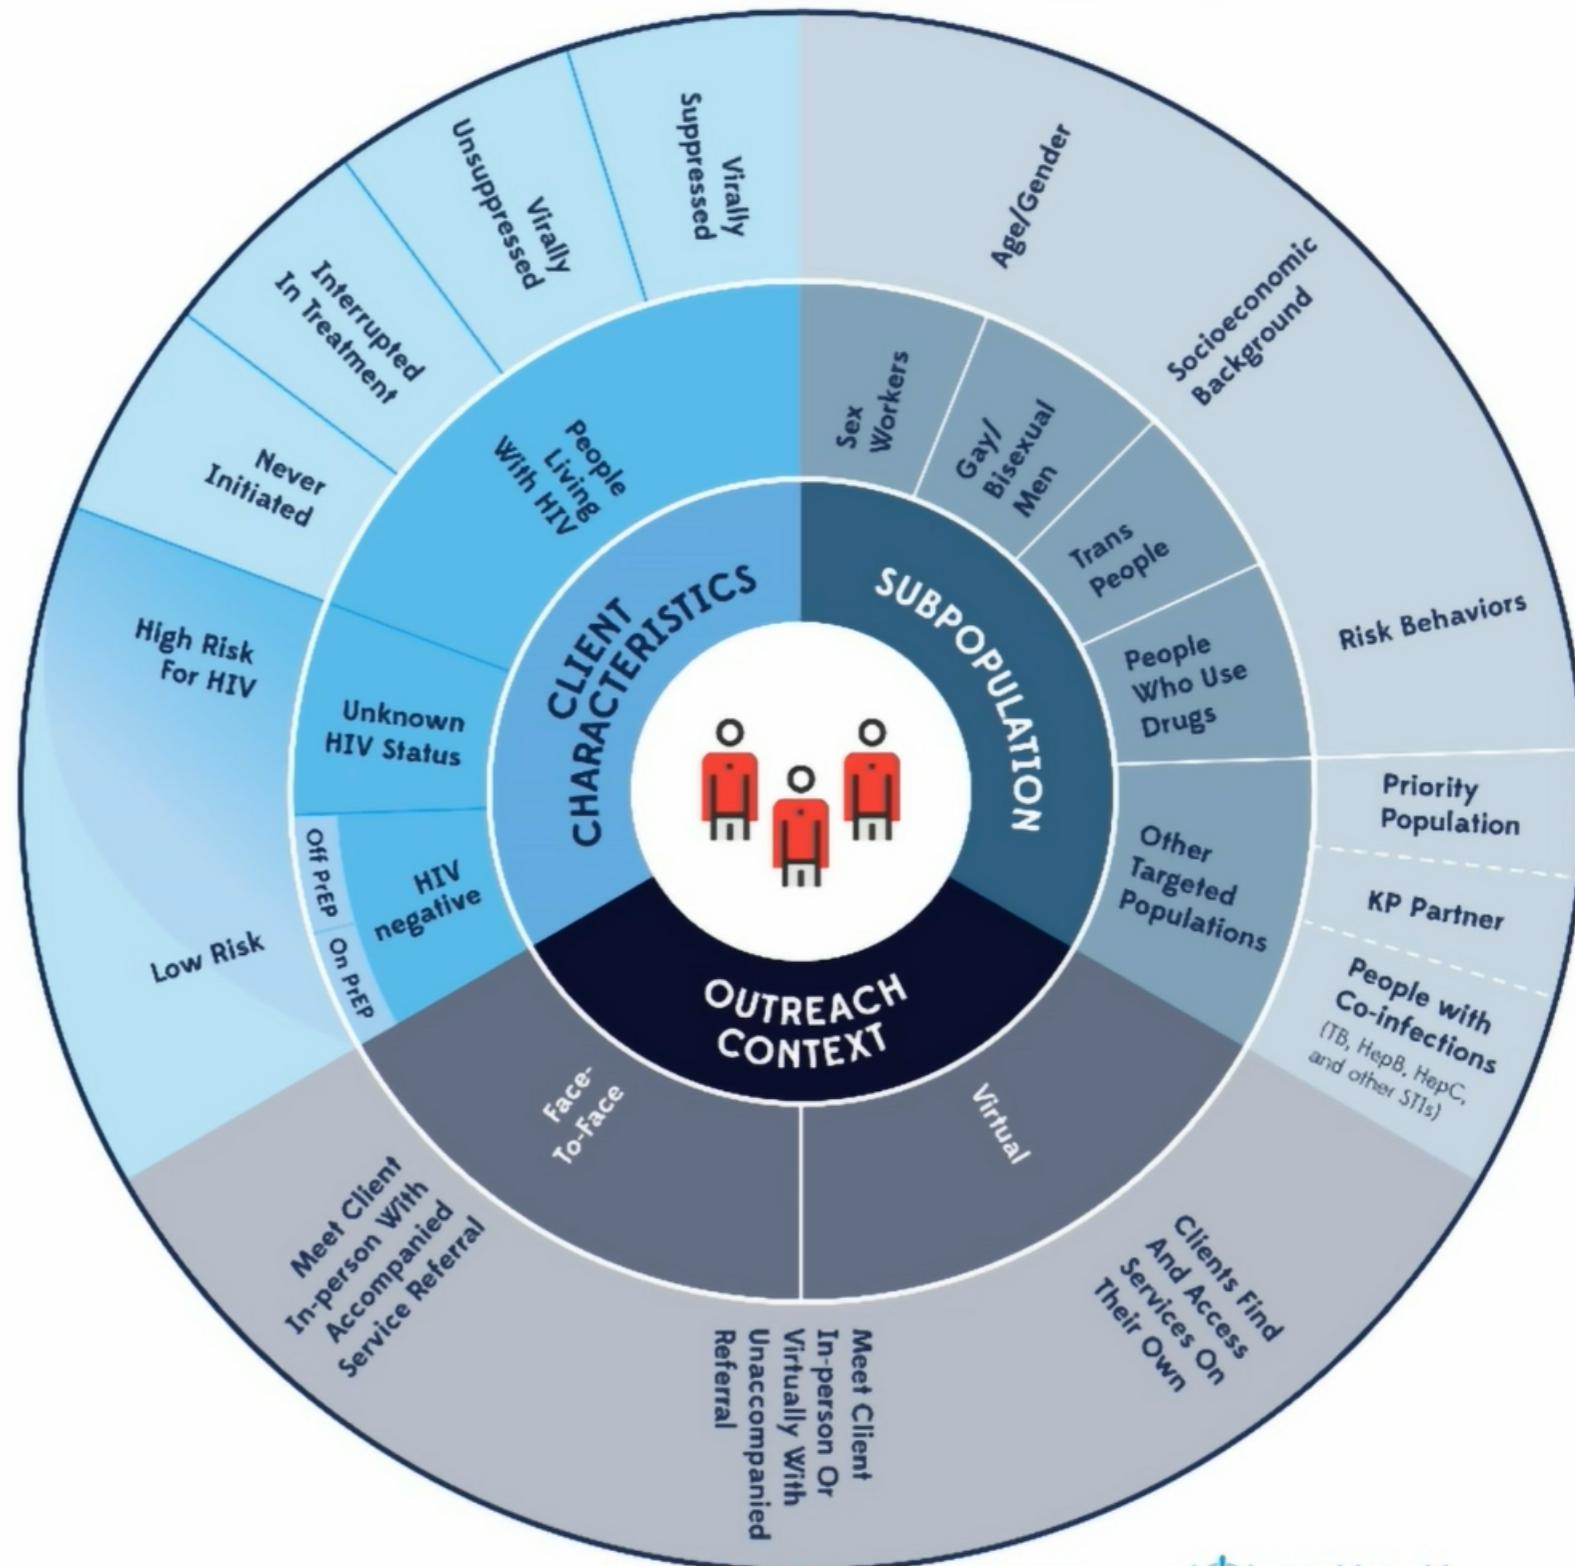 CLIENT
CHARACTERISTICS
SUBPOPULATION
OUTREACH
CONTEXT
People
Living
With HIV
Unknown
HIV Status
HIV
negative
Off PrEP
On PrEP
Virally
Suppressed
Virally
Unsuppressed
Interrupted
In Treatment
Never
Initiated
High Risk
For HIV
Low Risk
Sex
Workers
Gay/
Bisexual
Men
Trans
People
People
Who Use
Drugs
Other
Targeted
Populations
Age/Gender
Socioeconomic
Background
Risk Behaviors
Priority
Population
KP Partner
People with
Co-infections
(TB, HepB, HepC,
and other STIs)
Face-
To-Face
Virtual
Meet Client
In-person With
Accompanied
Service Referral
Meet Client
In-person Or
Virtually With
Unaccompanied
Referral
Clients Find
And Access
Services On
Their Own